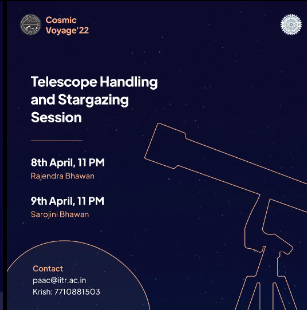 Cosmic
Voyage'22
Telescope Handling
and Stargazing
Session
8th April, 11 PM
Rajendra Bhawan
9th April, 11 PM
Sarojini Bhawan
Contact
paac@iitr.ac.in
Krish: 7710881503